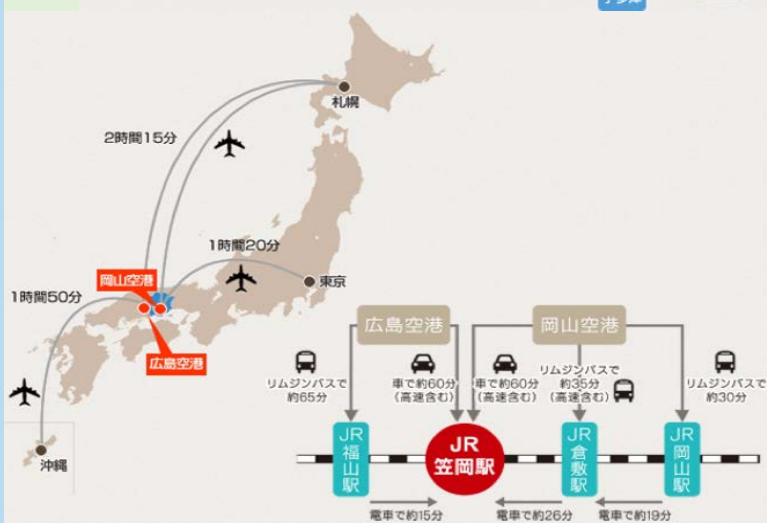 札幌
2時間15分
1時間20分
岡山空港
東京
1時間50分
広島空港
沖縄
広島空港
岡山空港
リムジンバスで
約65分
車で約60分
(高速含む)
車で約60分
(高速含む)
リムジンバスで
約35分
(高速含む)
リムジンバスで
約30分
JR
福山駅
JR
笠岡駅
JR
倉敷駅
JR
岡山駅
電車で約15分
電車で約26分
電車で約19分